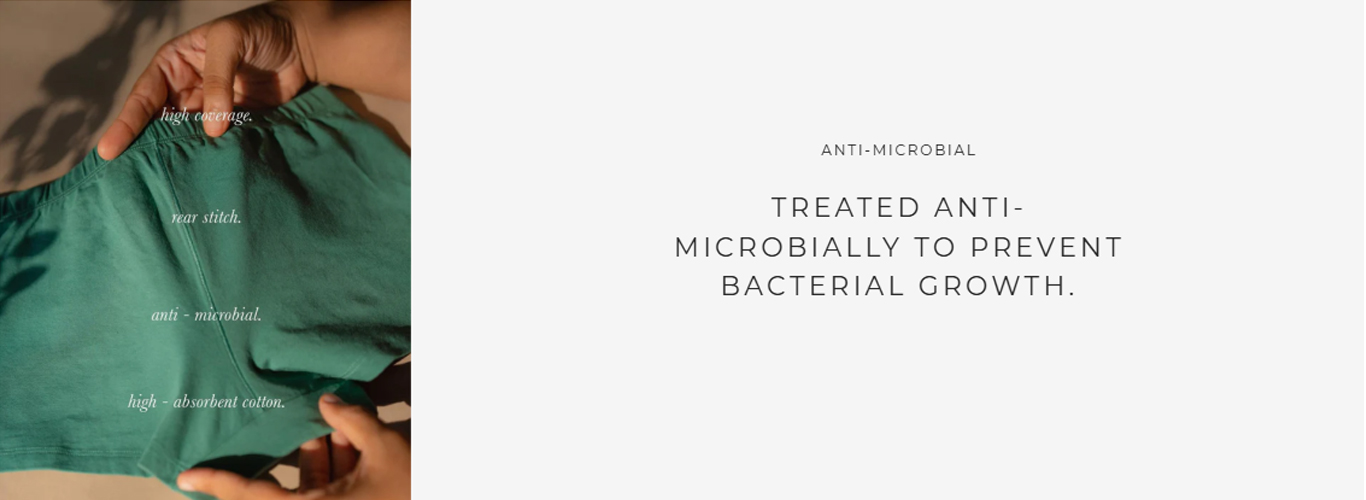 high coverage.
rear stitch.
anti - microbial.
high - absorbent cotton.
ANTI-MICROBIAL
TREATED ANTI-
MICROBIALLY TO PREVENT
BACTERIAL GROWTH.